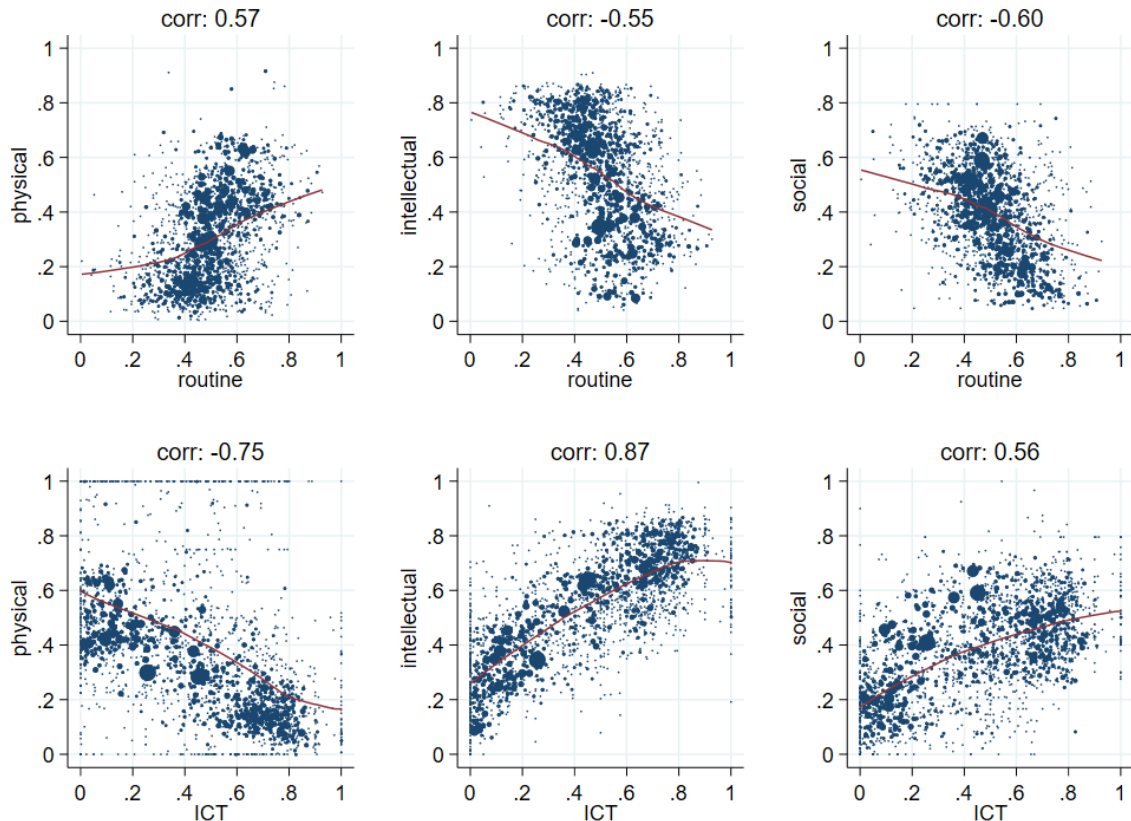 corr: 0.57
corr: -0.55
corr: -0.60
physical
1
.8
.6
.4
.2
0
0 .2 .4 .6 .8 1
routine
intellectual
1
.8
.6
.4
.2
0
0 .2 .4 .6 .8 1
routine
social
1
.8
.6
.4
.2
0
0 .2 .4 .6 .8 1
routine
corr: -0.75
corr: 0.87
corr: 0.56
physical
1
.8
.6
.4
.2
0
0 .2 .4 .6 .8 1
ICT
intellectual
1
.8
.6
.4
.2
0
0 .2 .4 .6 .8 1
ICT
social
1
.8
.6
.4
.2
0
0 .2 .4 .6 .8 1
ICT